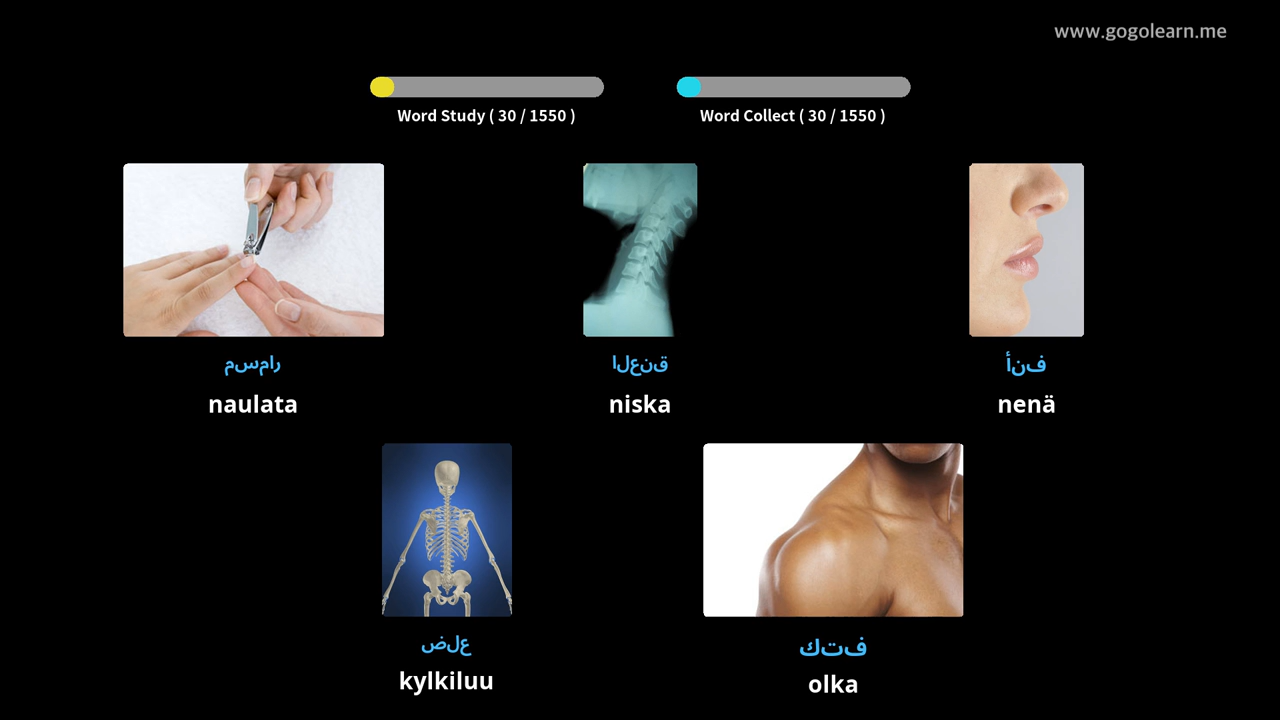 www.gogolearn.me
Word Study ( 30 / 1550 )
Word Collect ( 30 / 1550 )
مسمار
naulata
العنق
niska
أنف
nenä
ضلع
kylkiluu
كتف
olka